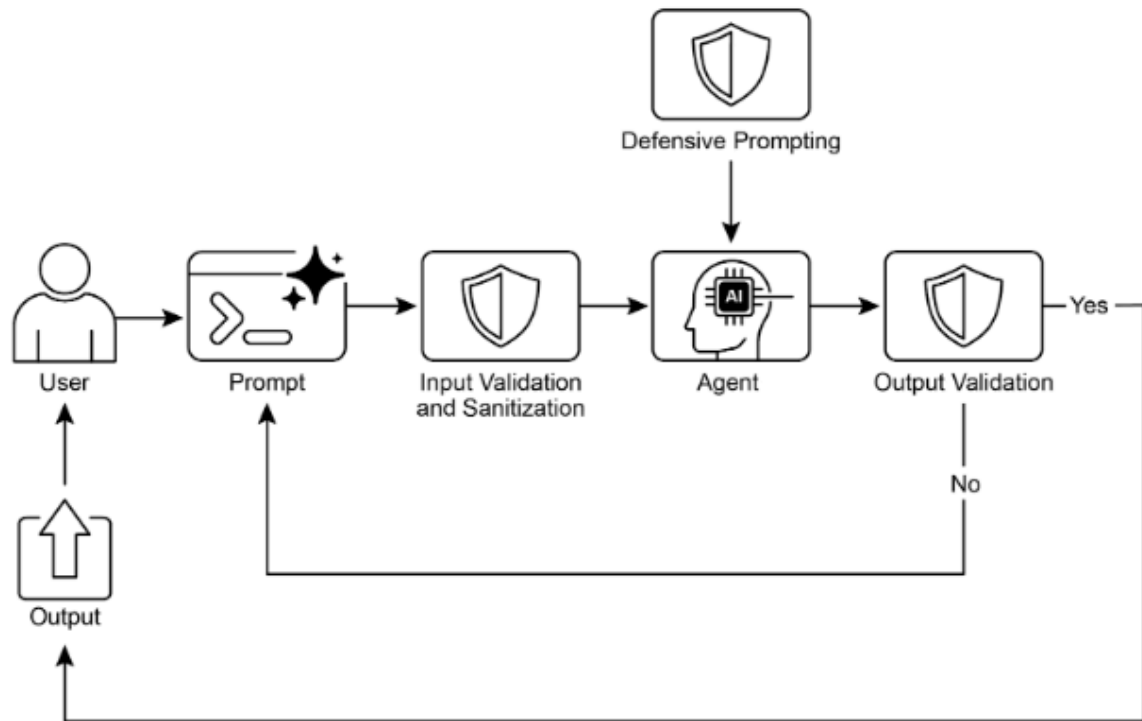 Defensive Prompting
AI
Yes
User
Prompt
Input Validation
and Sanitization
Agent
Output Validation
No
Output